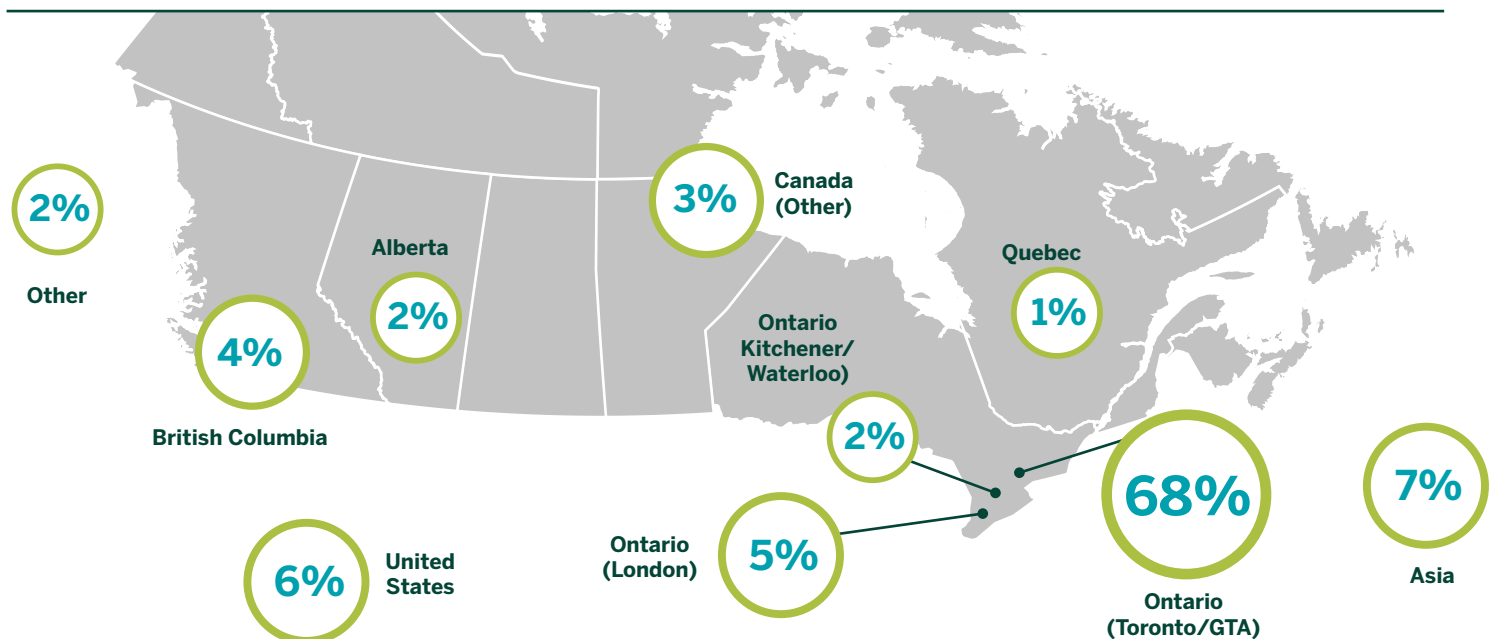 2%
Other
4%
British Columbia
Alberta
2%
3%
Canada
(Other)
Quebec
1%
Ontario
Kitchener/
Waterloo)
2%
6%
United
States
Ontario
(London)
5%
68%
Ontario
(Toronto/GTA)
7%
Asia